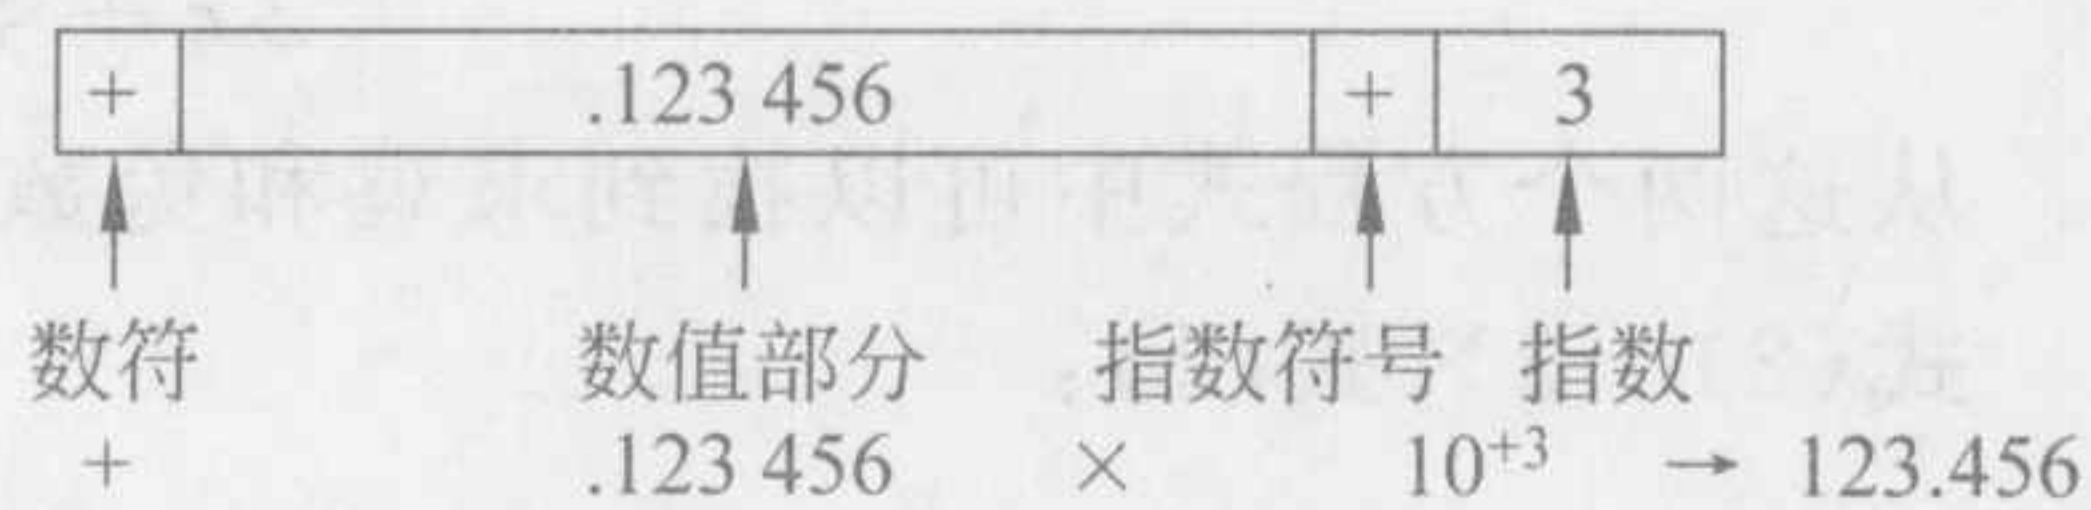 + .123 456 + 3
数符 数值部分 指数符号 指数
+ .123 456 × 10⁺³ → 123.456